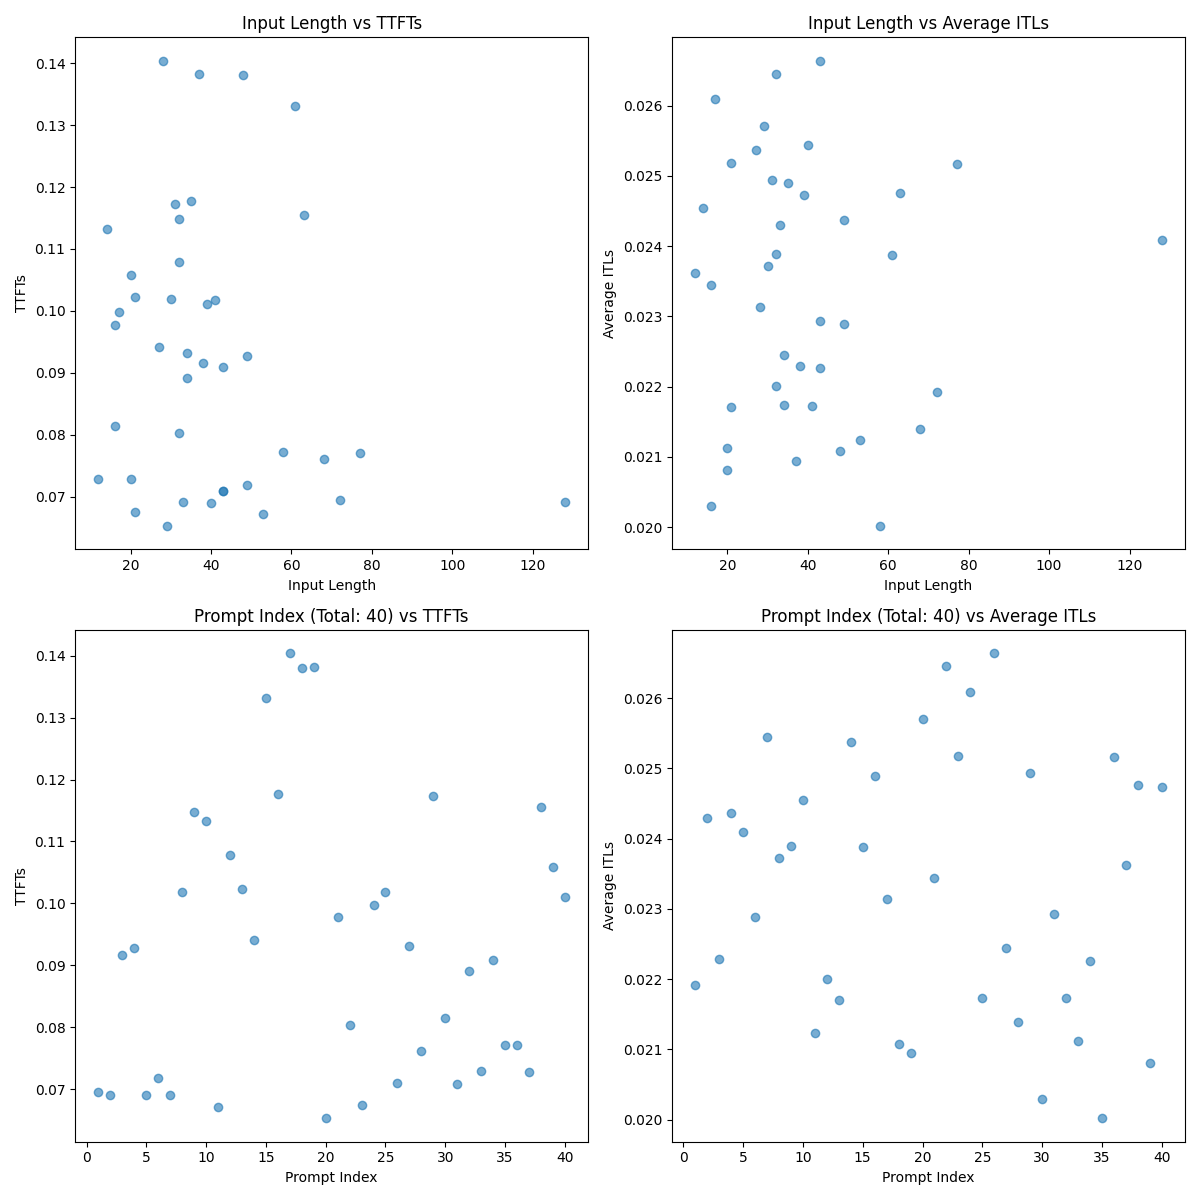 Input Length vs TTFTs
0.14
0.13
0.12
0.11
0.10
0.09
0.08
0.07
TTFTs
20 40 60 80 100 120
Input Length
Input Length vs Average ITLs
0.026
0.025
0.024
0.023
0.022
0.021
0.020
Average ITLs
20 40 60 80 100 120
Input Length
Prompt Index (Total: 40) vs TTFTs
0.14
0.13
0.12
0.11
0.10
0.09
0.08
0.07
TTFTs
0 5 10 15 20 25 30 35 40
Prompt Index
Prompt Index (Total: 40) vs Average ITLs
0.026
0.025
0.024
0.023
0.022
0.021
0.020
Average ITLs
0 5 10 15 20 25 30 35 40
Prompt Index